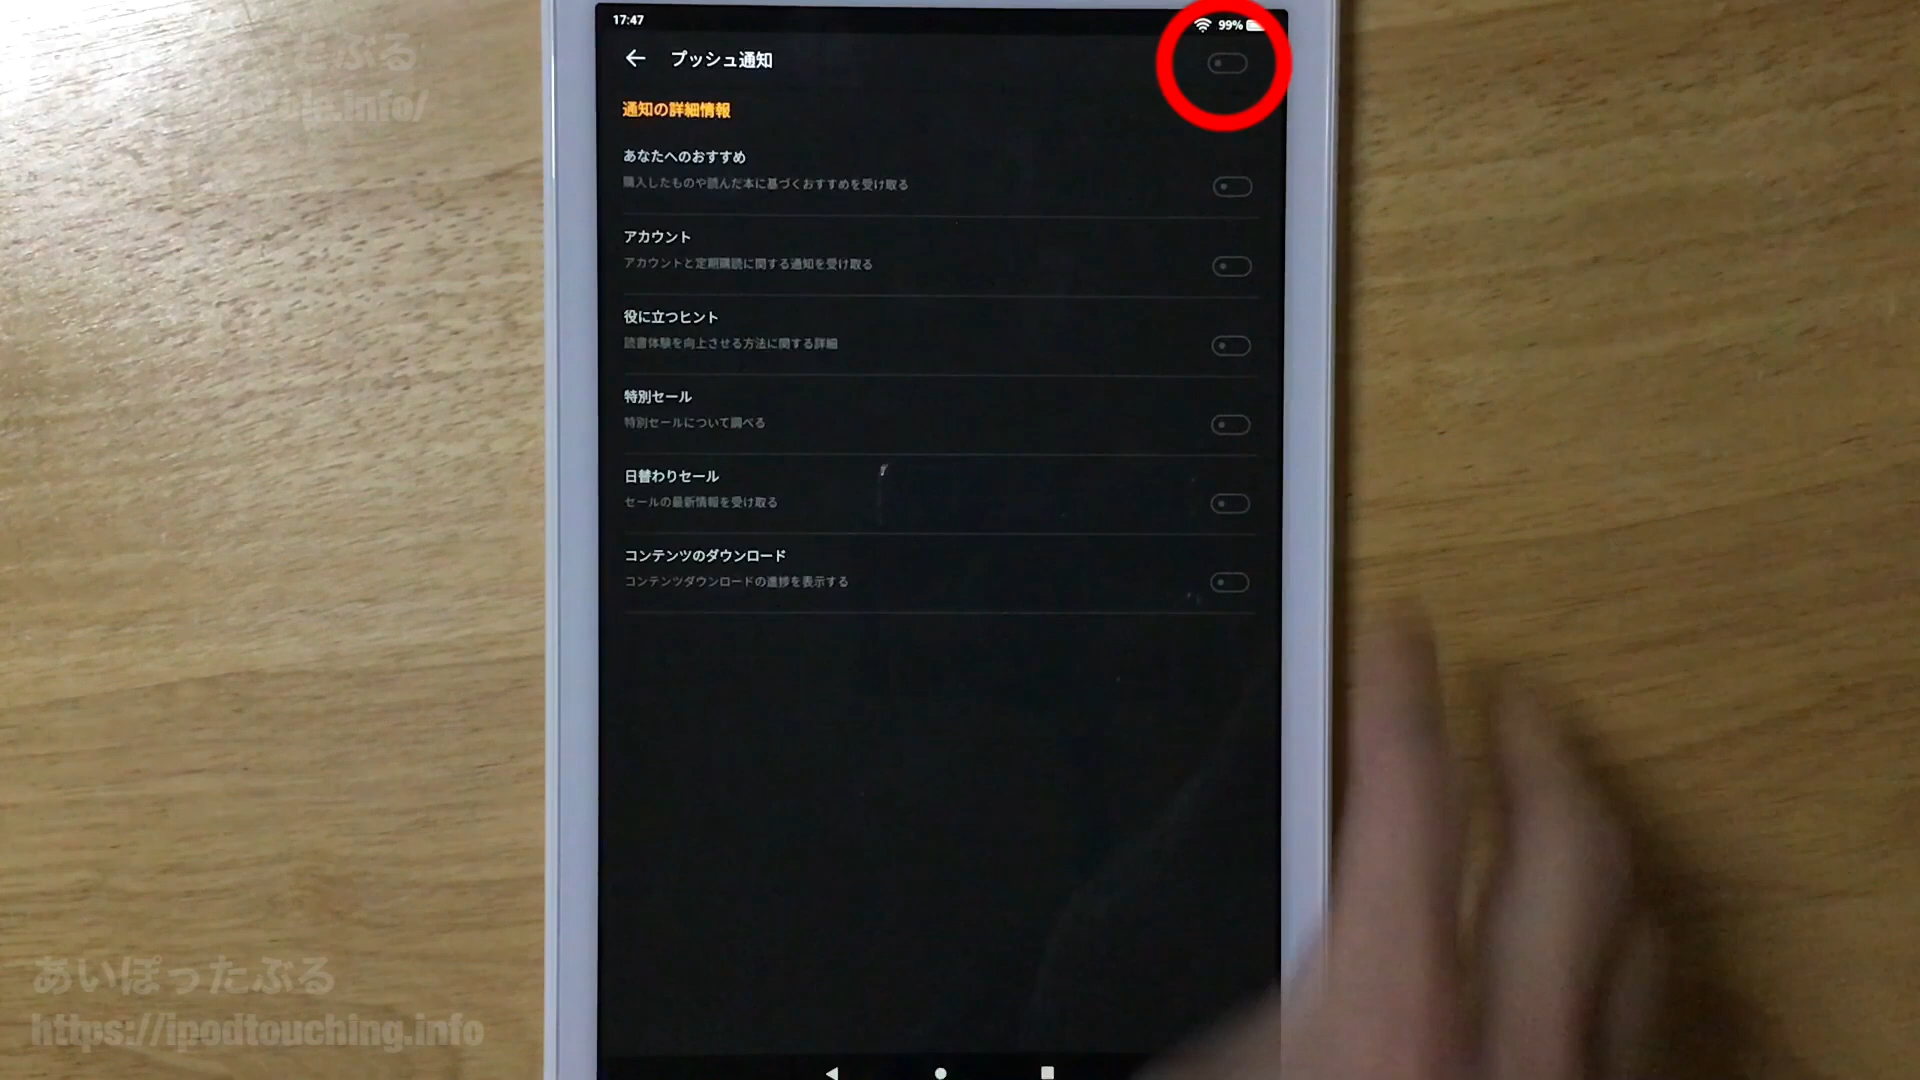 17:47
99%
プッシュ通知
通知の詳細情報
あなたへのおすすめ
購入したものや読んだ本に基づくおすすめを受け取る
アカウント
アカウントと定期購読に関する通知を受け取る
役に立つヒント
読書体験を向上させる方法に関する詳細
特別セール
特別セールについて調べる
日替わりセール
セールの最新情報を受け取る
コンテンツのダウンロード
コンテンツダウンロードの進捗を表示する
あいぽったぶる
https://ipodtouching.info